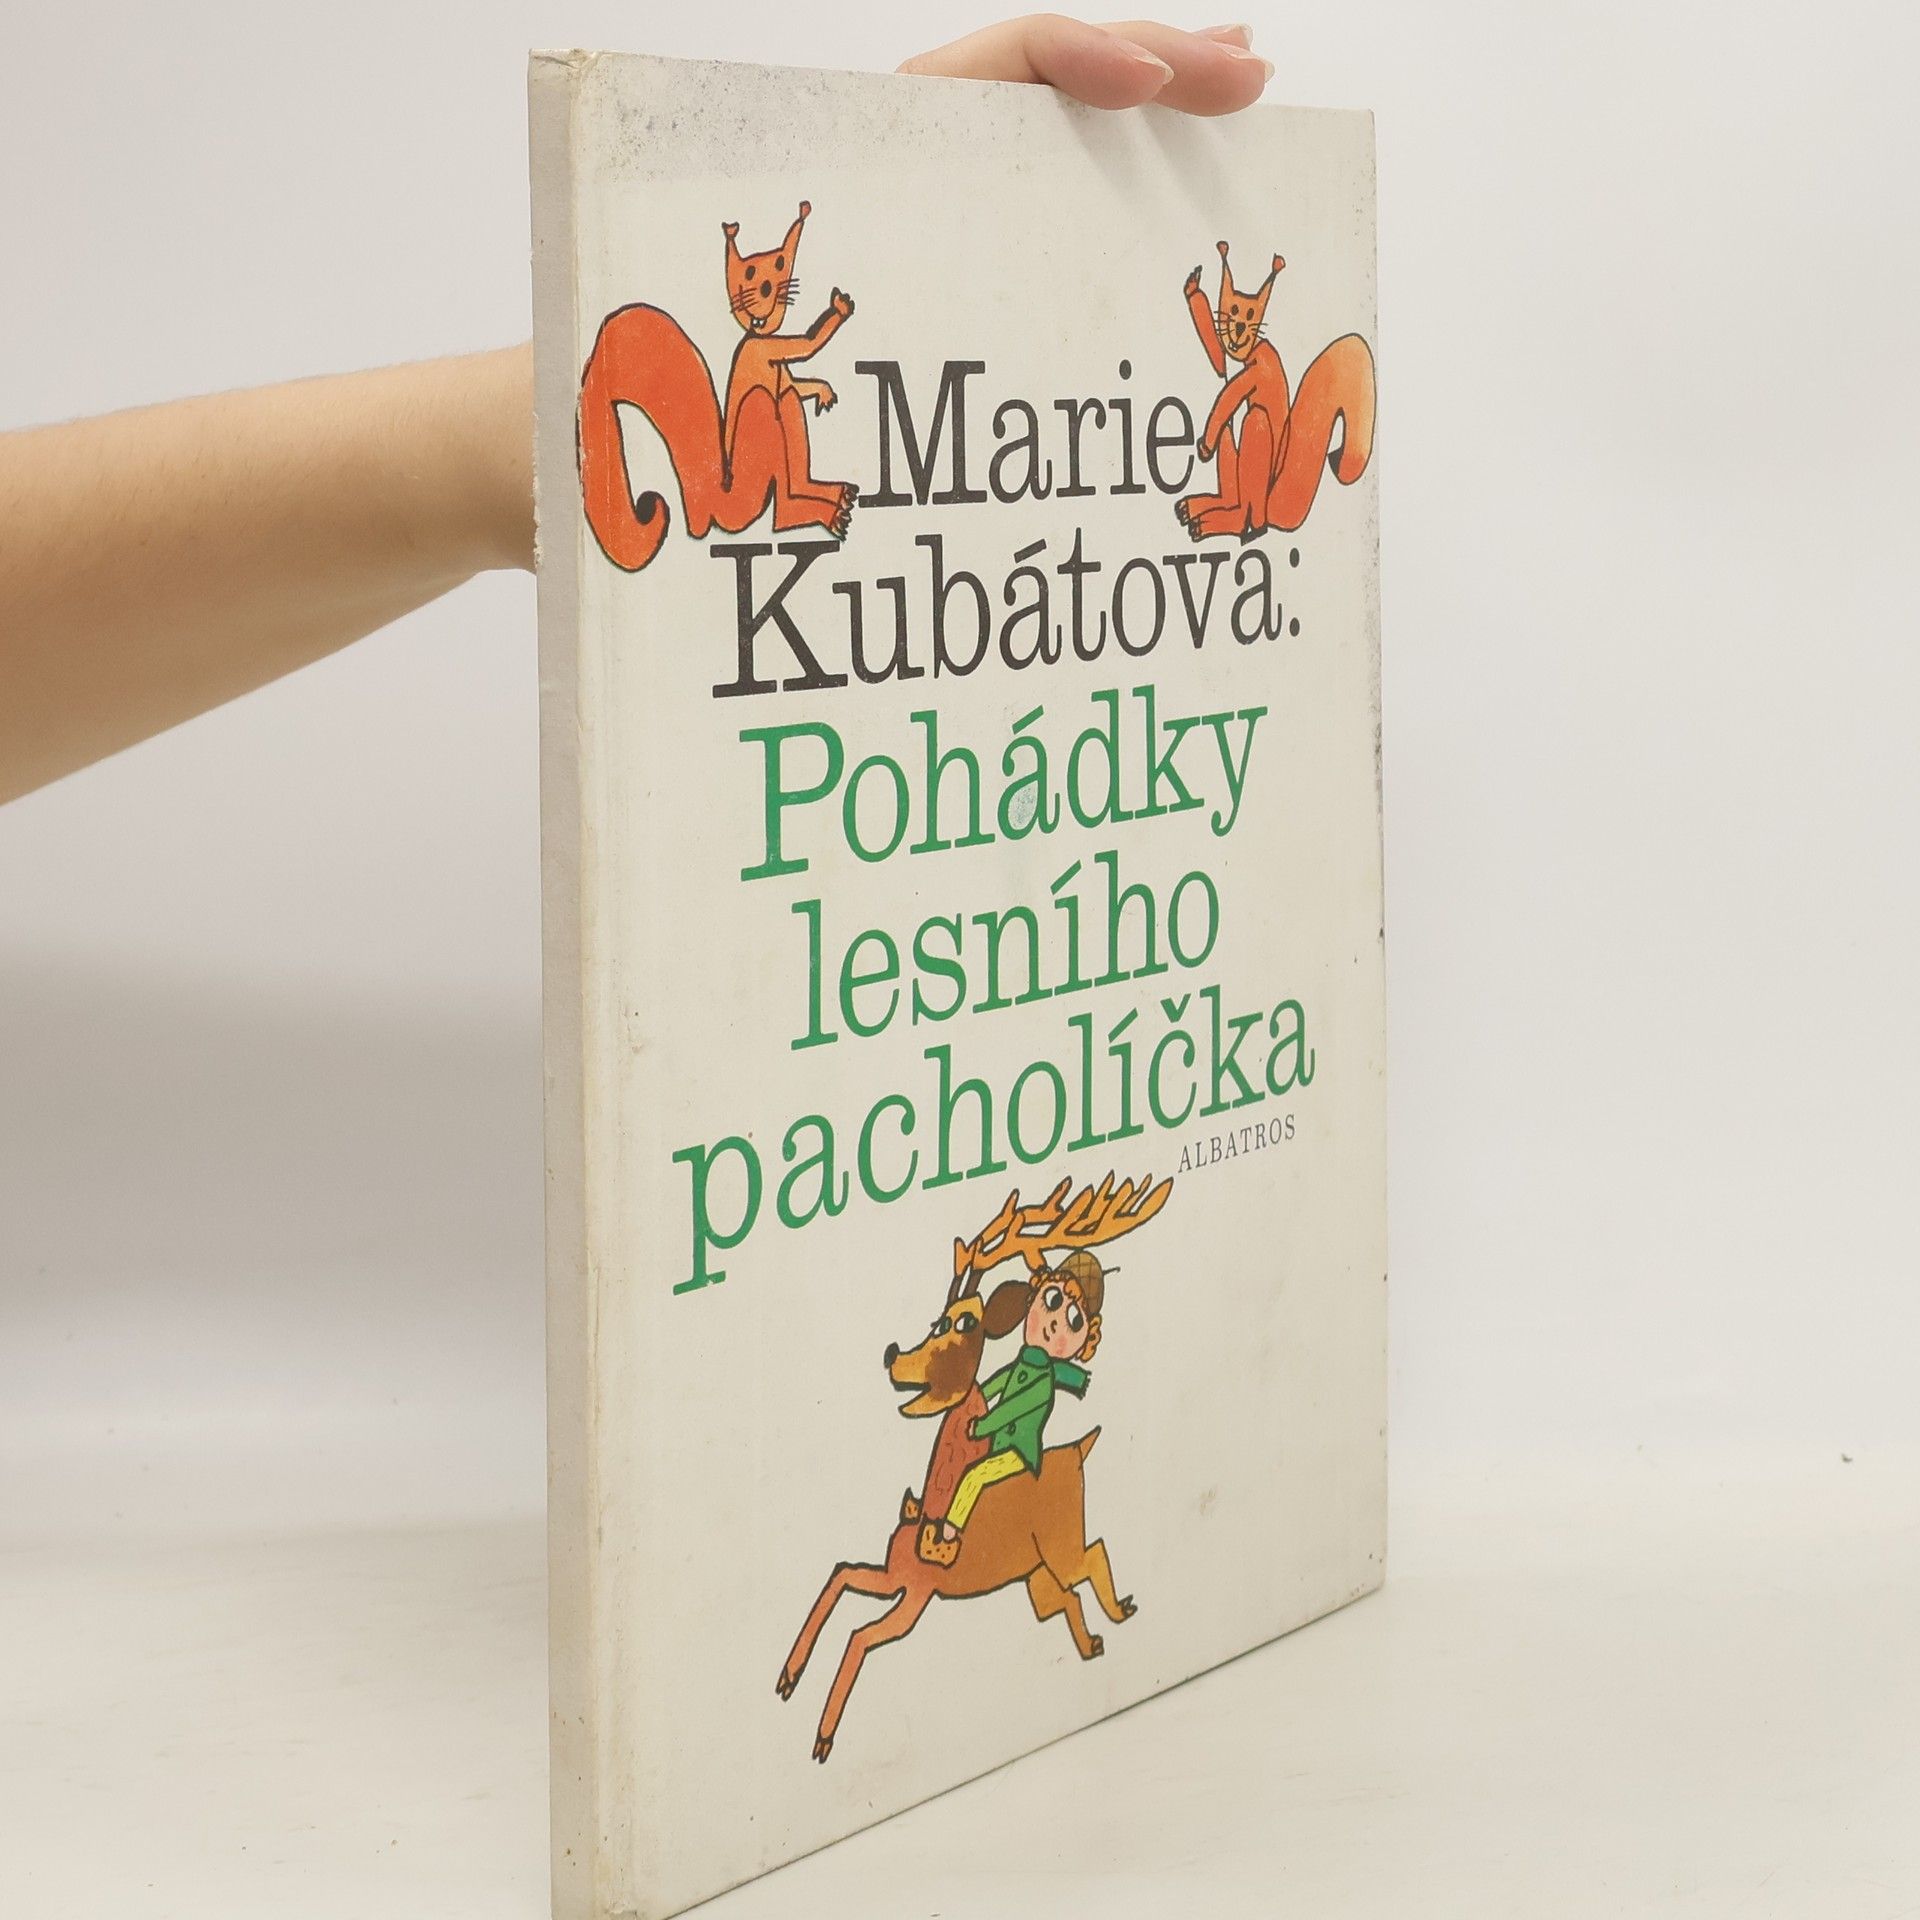 Marie
Kubátová:
Pohádky
lesního
pacholíčka
ALBATROS